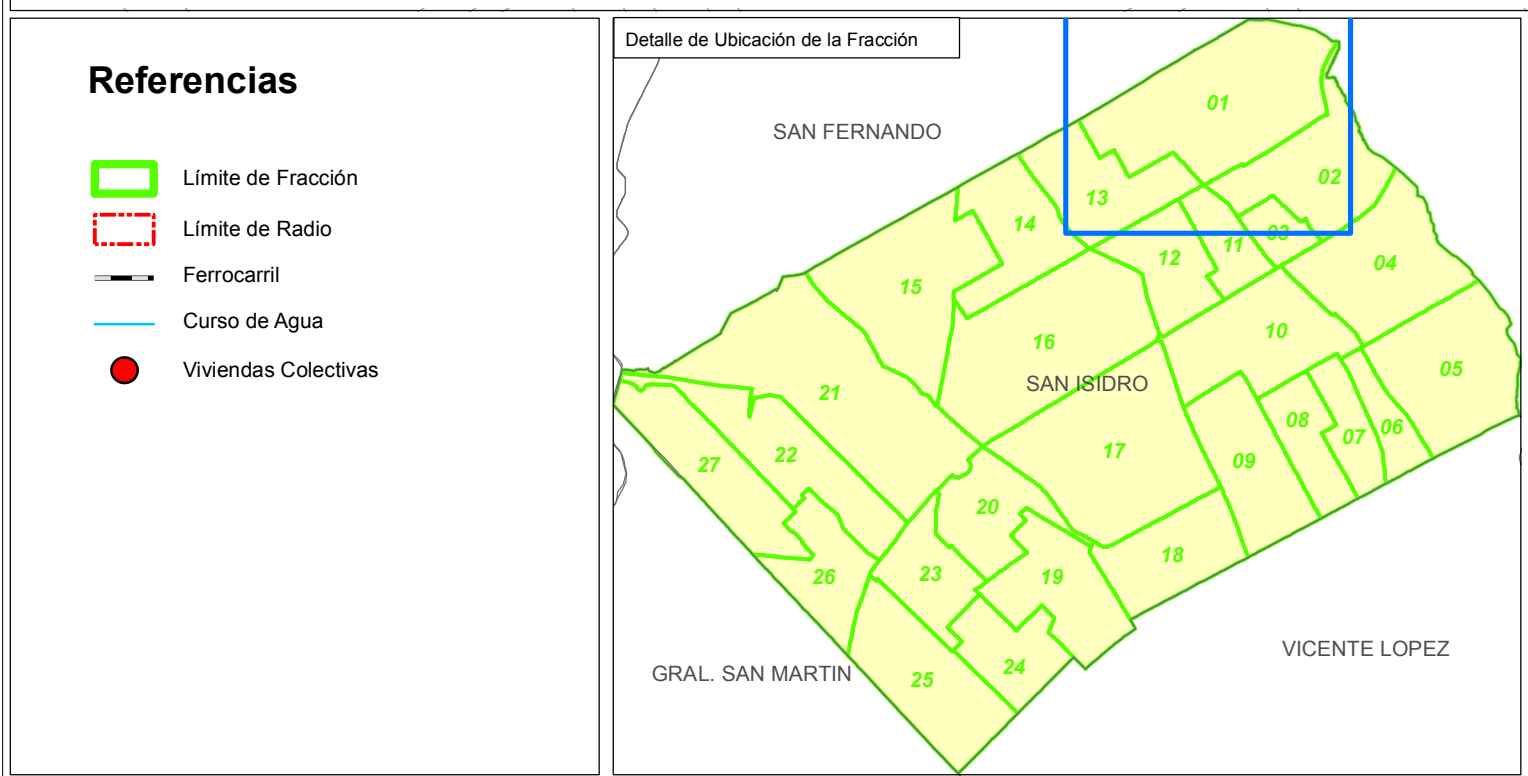 Referencias
Límite de Fracción
Límite de Radio
Ferrocarril
Curso de Agua
Viviendas Colectivas
Detalle de Ubicación de la Fracción
01
SAN FERNANDO
02
13
14
03
11
12
04
15
10
16
05
SAN ISIDRO
21
08
06
07
17
22
09
27
20
18
23
19
26
VICENTE LOPEZ
24
GRAL. SAN MARTIN
25